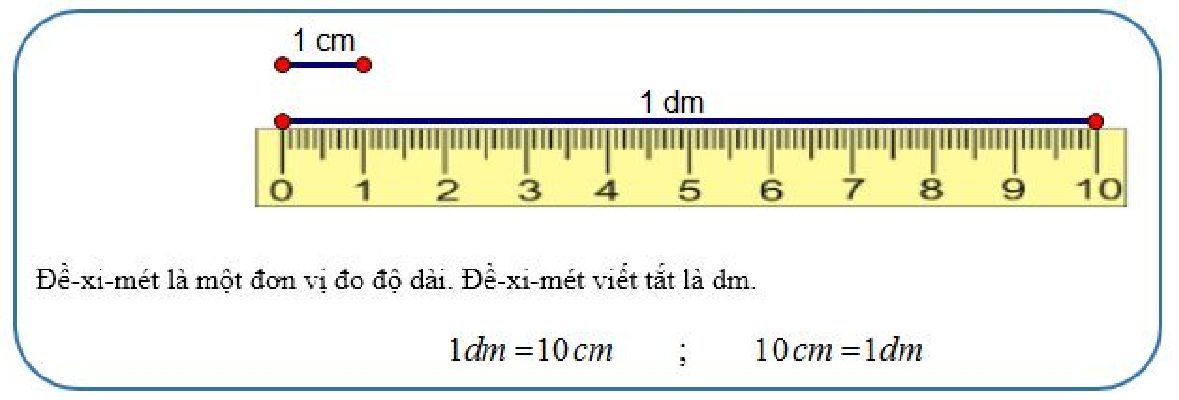 1 cm
1 dm
0 1 2 3 4 5 6 7 8 9 10
Đề-xi-mét là một đơn vị đo độ dài. Đề-xi-mét viết tắt là dm.
1dm = 10cm ; 10cm = 1dm